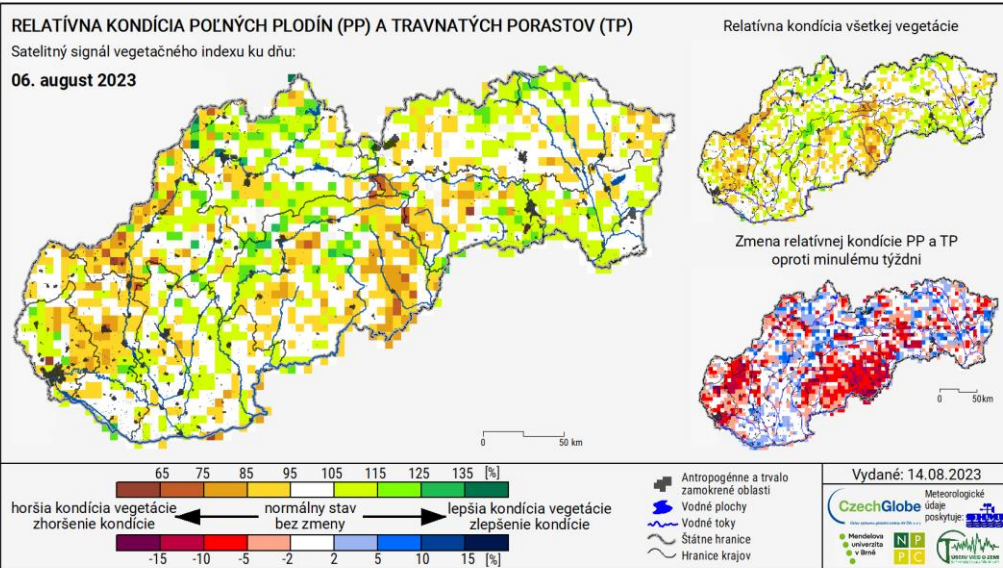 RELATÍVNA KONDÍCIA POĽNÝCH PLODÍN (PP) A TRAVNATÝCH PORASTOV (TP)
Satelitný signál vegetačného indexu ku dňu:
06. august 2023
0 50 km
Relatívna kondícia všetkej vegetácie
Zmena relatívnej kondície PP a TP
oproti minulému týždni
0 50km
65 75 85 95 105 115 125 135 [%]
horšia kondícia vegetácie
zhoršenie kondície
normálny stav
bez zmeny
lepšia kondícia vegetácie
zlepšenie kondície
-15 -10 -5 -2 2 5 10 15 [%]
Antropogénne a trvalo
zamokrené oblasti
Vodné plochy
Vodné toky
Štátne hranice
Hranice krajov
Vydané: 14.08.2023
CzechGlobe
Meteorologické
údaje
poskytuje:
Mendelova
univerzita
v Brně
N P
P C